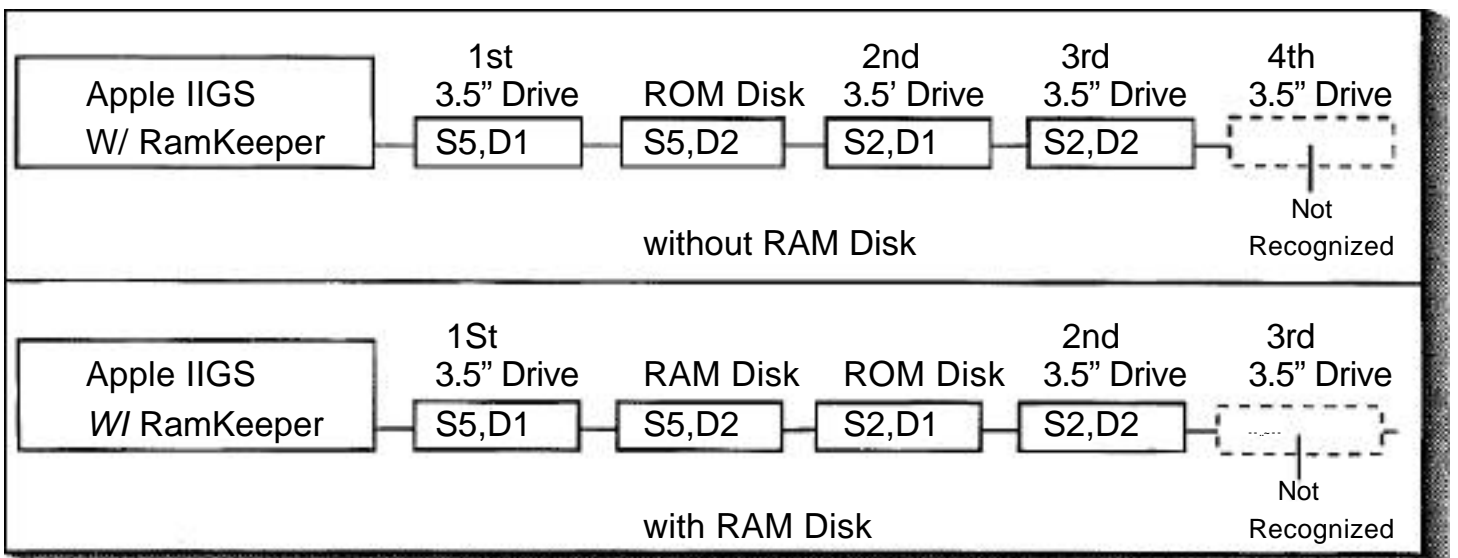 1st 2nd 3rd 4th
Apple IIGS 3.5” Drive ROM Disk 3.5’ Drive 3.5” Drive 3.5” Drive
W/ RamKeeper S5,D1 S5,D2 S2,D1 S2,D2
Not
without RAM Disk Recognized
1St 2nd 3rd
Apple IIGS 3.5” Drive RAM Disk ROM Disk 3.5” Drive 3.5” Drive
WI RamKeeper S5,D1 S5,D2 S2,D1 S2,D2
Not
with RAM Disk Recognized